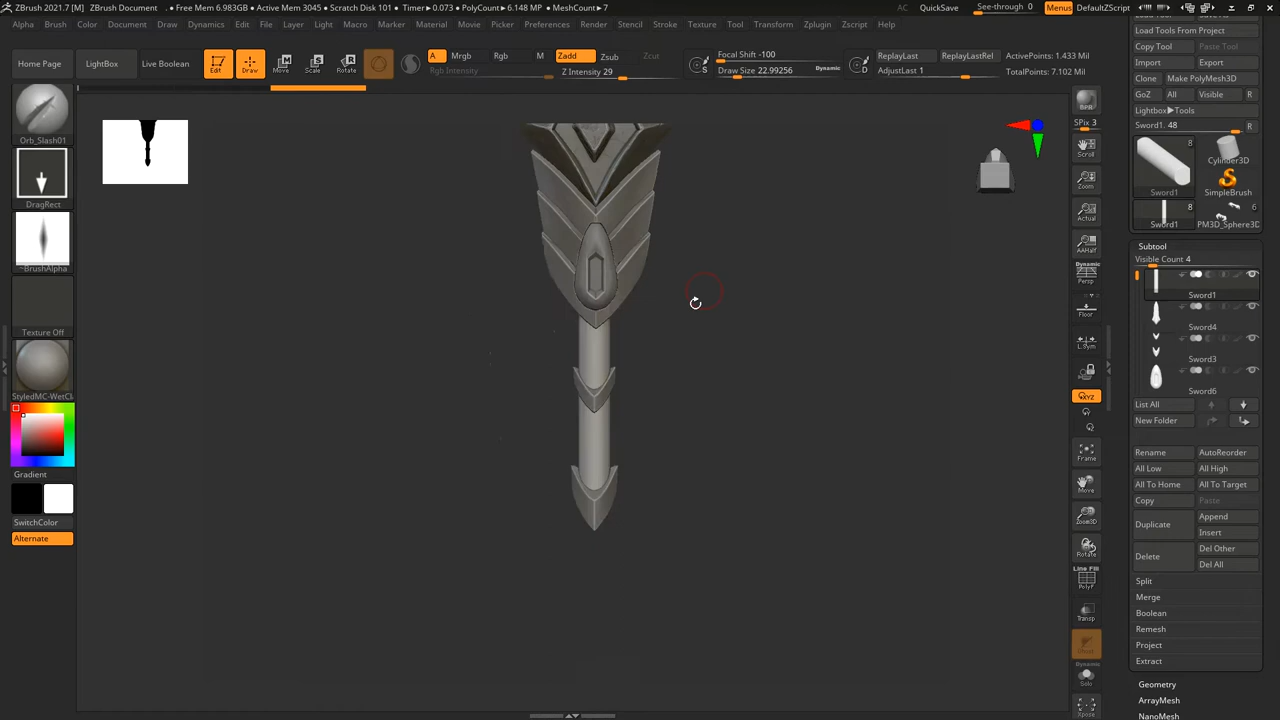 ZBrush 2021.7 [M] ZBrush Document . • Free Mem 6.983GB • Active Mem 3045 • Scratch Disk 101 • Timer▶0.073 • PolyCount▶6.148 MP • MeshCount▶7 AC QuickSave See-through 0 Menus DefaultZScript
Alpha Brush Color Document Draw Dynamics Edit File Layer Light Macro Marker Material Movie Picker Preferences Render Stencil Stroke Texture Tool Transform Zplugin Zscript Help
Home Page LightBox Live Boolean Edit Draw Move Scale Rotate
A Mrgb Rgb M Zadd Zsub Zcut
Rgb Intensity Z Intensity 29
S Focal Shift -100
Draw Size 22.99256 Dynamic
D ReplayLast ReplayLastRel
AdjustLast 1
ActivePoints: 1.433 Mil
TotalPoints: 7.102 Mil
Orb_Slash01
DragRect
~BrushAlpha
Texture Off
StyledMC-WetCl
Gradient
SwitchColor
Alternate
BPR
SPix 3
Scroll
Zoom
Actual
AAHalf
Dynamic
Persp
Floor
L.Sym
XYZ
Frame
Move
Zoom3D
Rotate
Line Fill
PolyF
Transp
Ghost
Dynamic
Solo
Xpose
Load Tools From Project
Copy Tool Paste Tool
Import Export
Clone Make PolyMesh3D
GoZ All Visible R
Lightbox▶Tools
Sword1. 48 R
8
Cylinder3D
Sword1 SimpleBrush
8 6
Sword1 PM3D_Sphere3D
Subtool
Visible Count 4
Sword1
Sword4
Sword3
Sword6
List All
New Folder
Rename AutoReorder
All Low All High
All To Home All To Target
Copy Paste
Duplicate Append
Insert
Delete Del Other
Del All
Split
Merge
Boolean
Remesh
Project
Extract
Geometry
ArrayMesh
NanoMesh